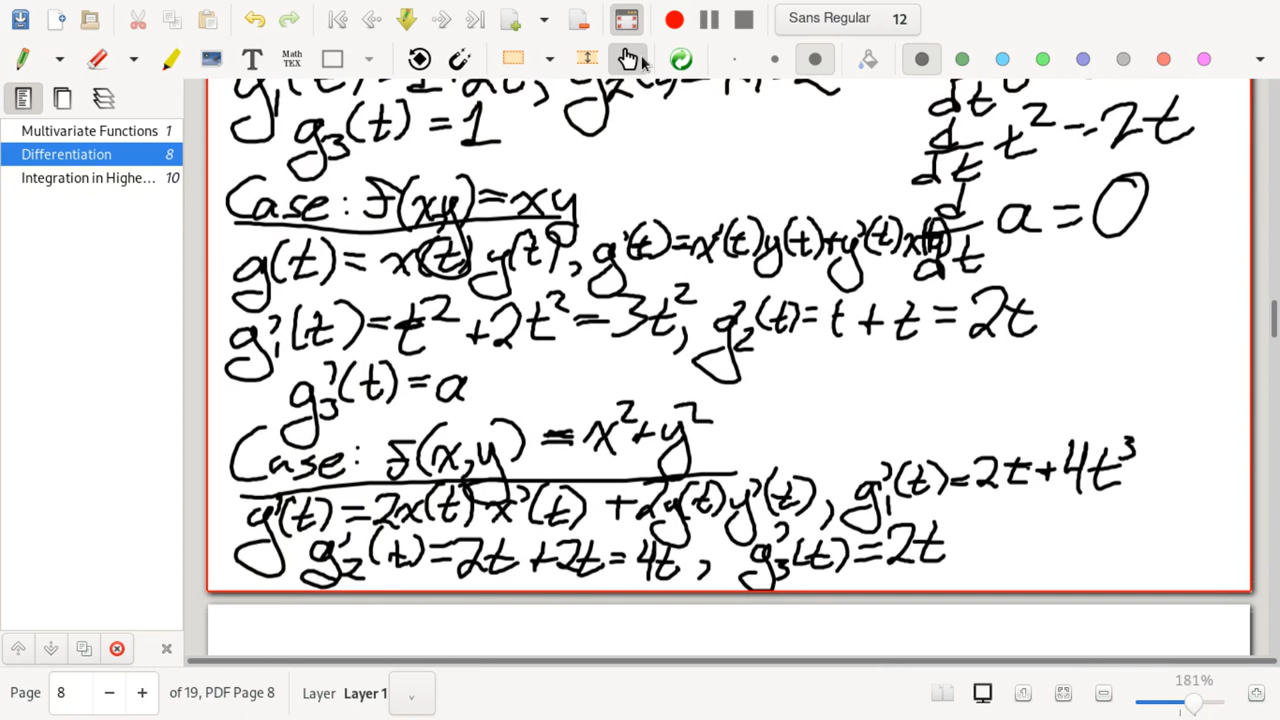 Sans Regular 12
Math TEX
Multivariate Functions 1
Differentiation 8
Integration in Highe... 10
g₃'(t) = 1
d/dt t² = 2t
d/dt a = 0
Case: f(xy) = xy
g(t) = x(t) y(t), g'(t) = x'(t)y(t)+y'(t)x(t)
g₁'(t) = t² + 2t² = 3t², g₂'(t) = t + t = 2t
g₃'(t) = a
Case: f(x,y) = x²+y²
g'(t) = 2x(t) x'(t) + 2y(t) y'(t), g₁'(t) = 2t+4t³
g₂'(t) = 2t + 2t = 4t, g₃'(t) = 2t
Page 8 of 19, PDF Page 8 Layer Layer 1
181%